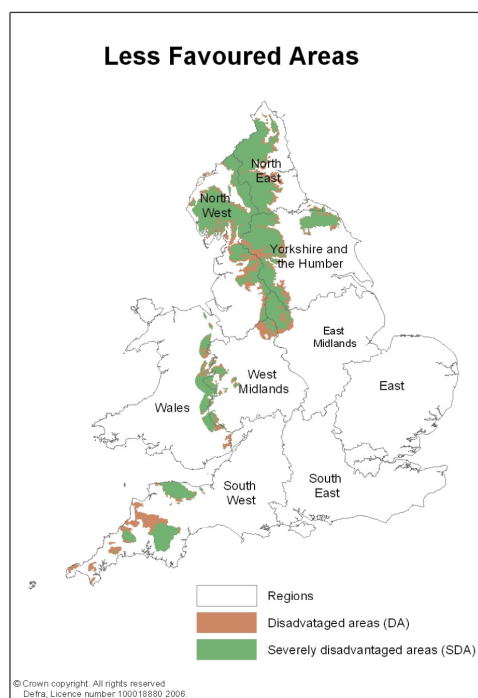 Less Favoured Areas
North
East
North
West
Yorkshire and
the Humber
East
Midlands
West
Midlands
East
Wales
South
West
South
East
Regions
Disadvataged areas (DA)
Severely disadvantaged areas (SDA)
© Crown copyright. All rights reserved
Defra, Licence number 100018880 2006.